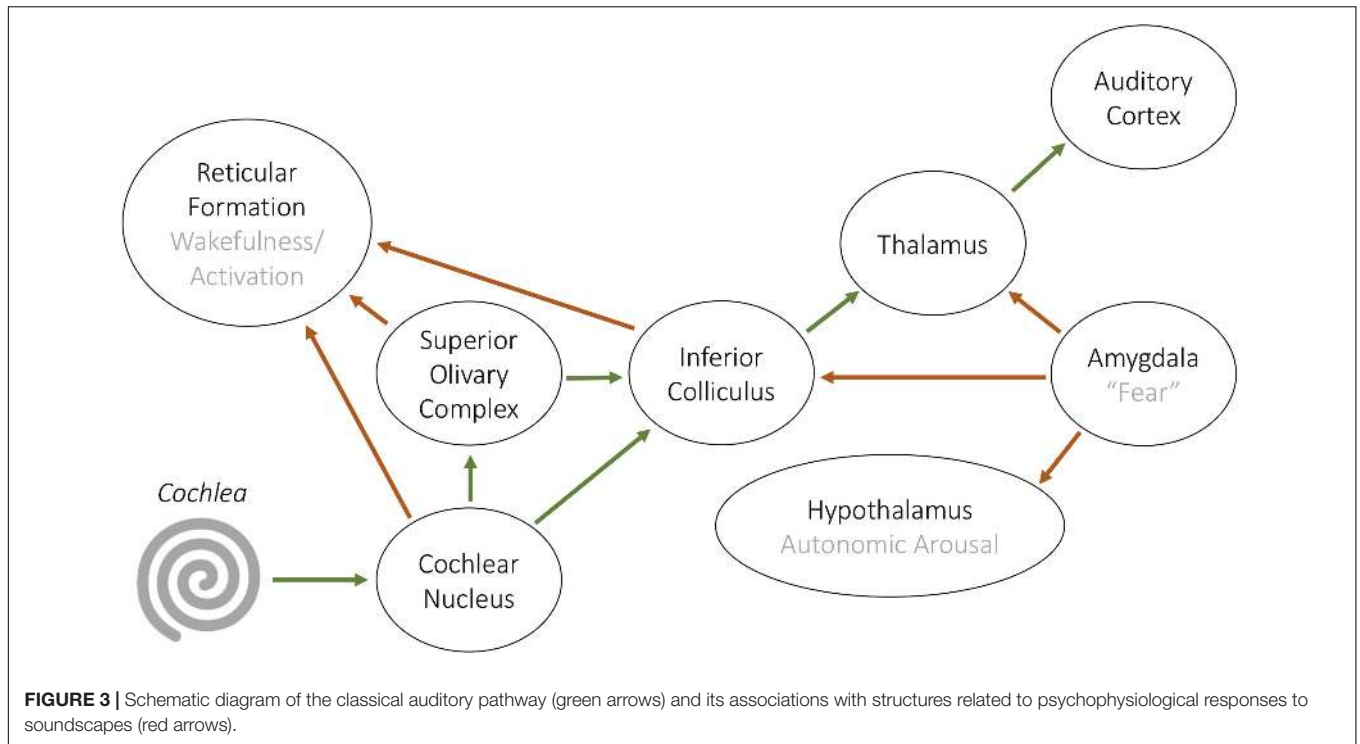 Auditory
Cortex
Reticular
Formation
Wakefulness/
Activation
Thalamus
Superior
Olivary
Complex
Inferior
Colliculus
Amygdala
“Fear”
Cochlea
Hypothalamus
Autonomic Arousal
Cochlear
Nucleus
FIGURE 3 | Schematic diagram of the classical auditory pathway (green arrows) and its associations with structures related to psychophysiological responses to
soundscapes (red arrows).